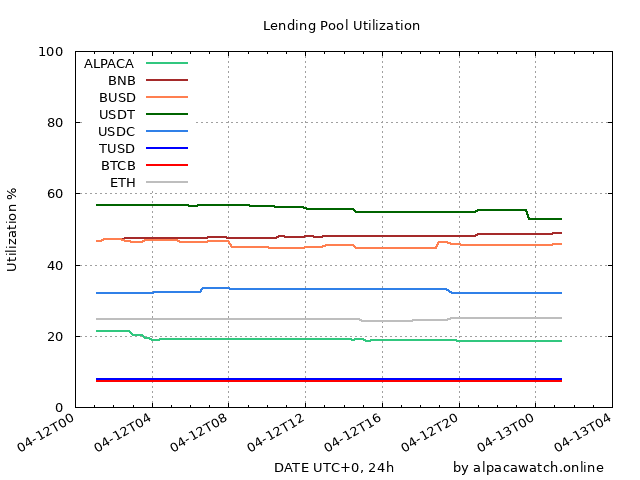 Lending Pool Utilization
100
80
60
40
20
0
Utilization %
ALPACA
BNB
BUSD
USDT
USDC
TUSD
BTCB
ETH
04-12T00
04-12T04
04-12T08
04-12T12
04-12T16
04-12T20
04-13T00
04-13T04
DATE UTC+0, 24h
by alpacawatch.online